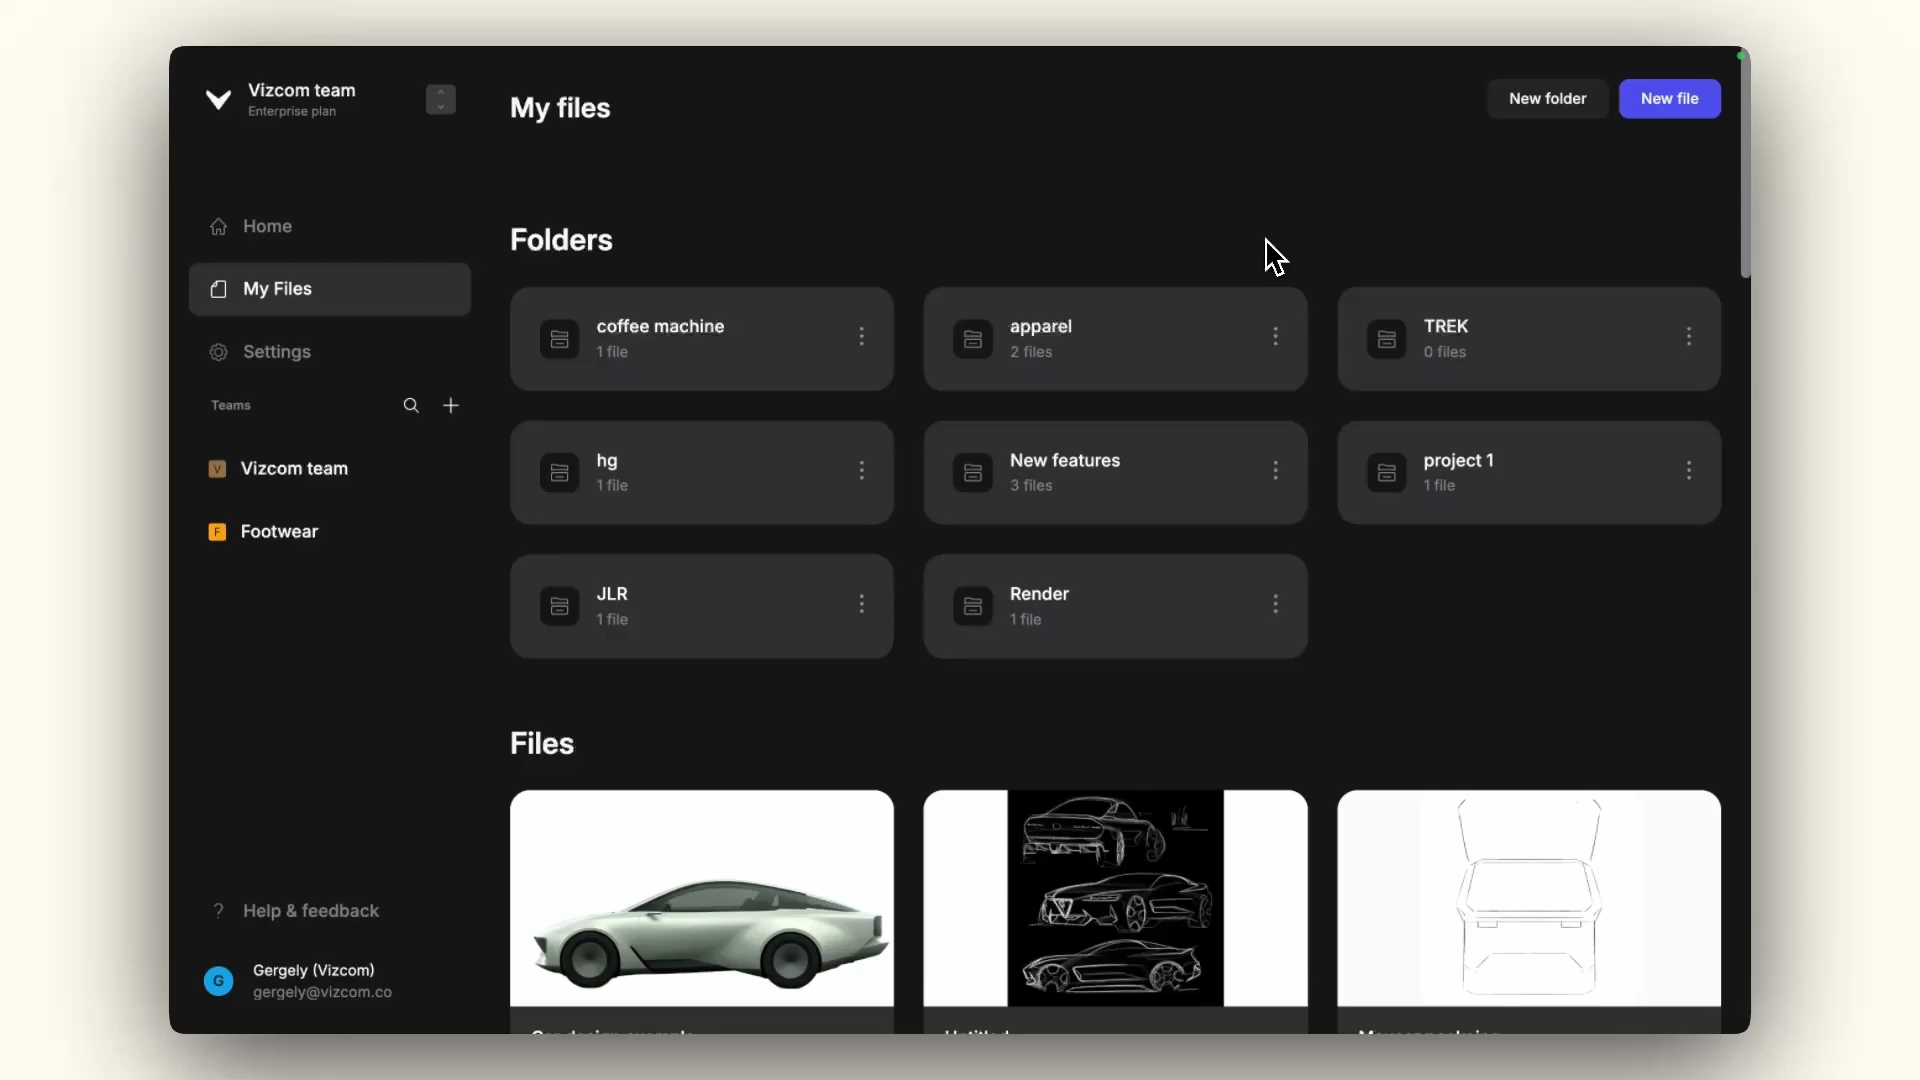 Vizcom team
Enterprise plan
My files
New folder
New file
Home
My Files
Settings
Teams
V Vizcom team
F Footwear
Help & feedback
G
Gergely (Vizcom)
gergely@vizcom.co
Folders
coffee machine
1 file
apparel
2 files
TREK
0 files
hg
1 file
New features
3 files
project 1
1 file
JLR
1 file
Render
1 file
Files
Untitled